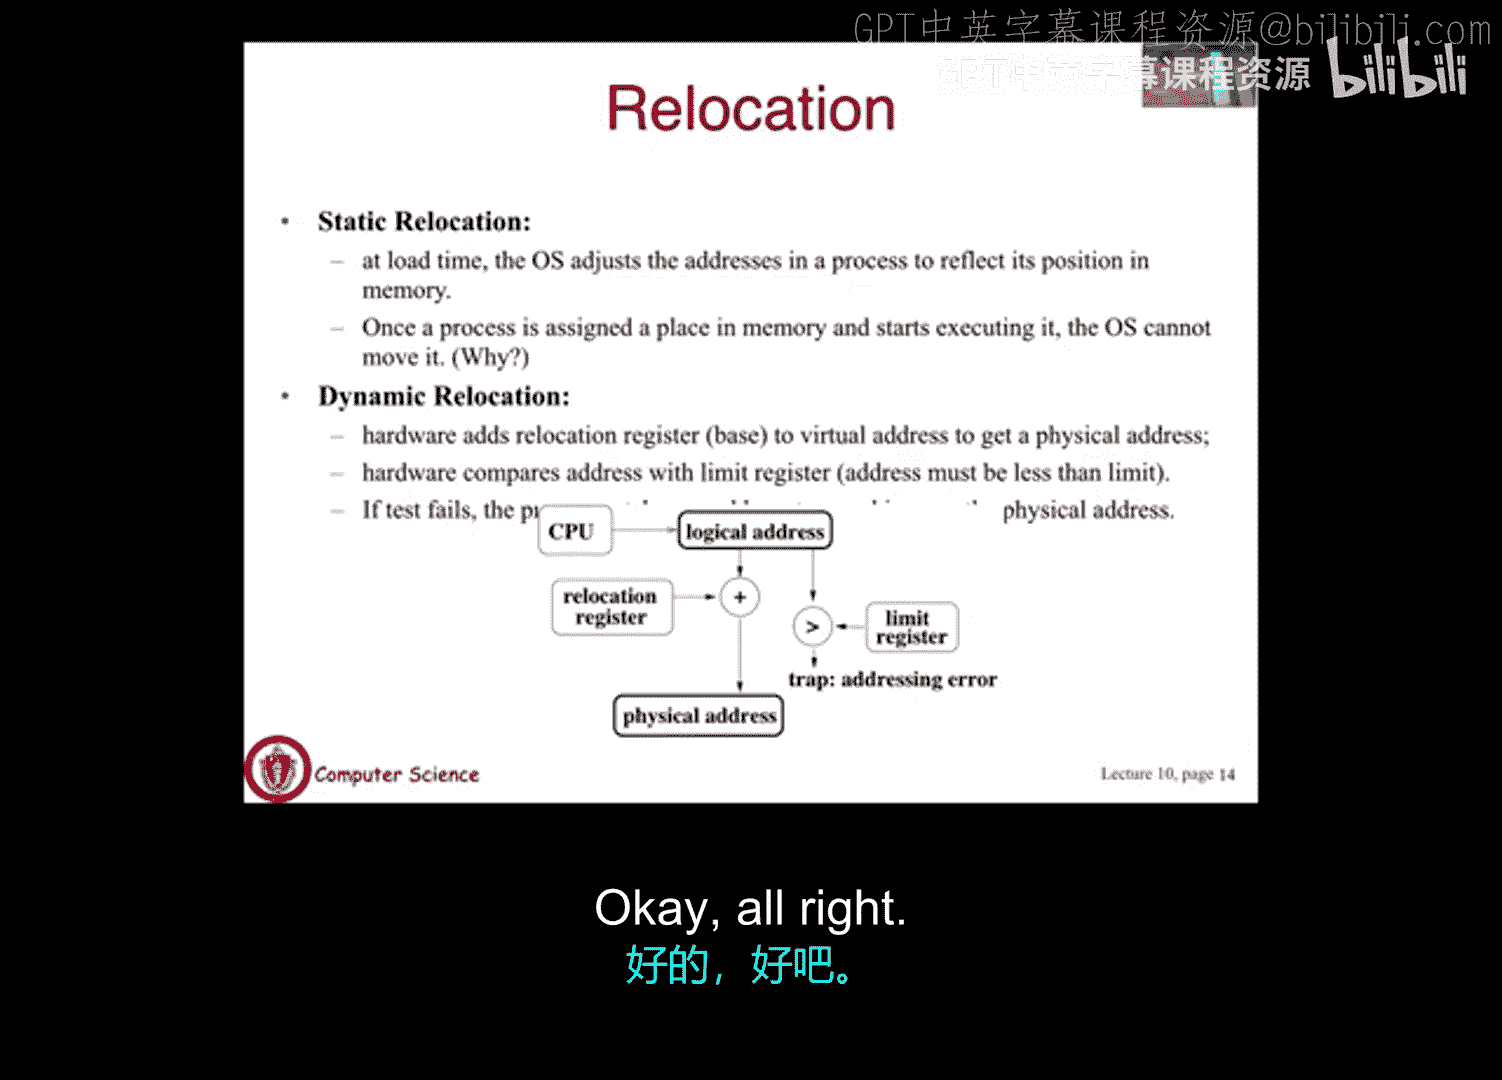 GPT中英字幕课程资源@bilibili.com
课程资源 bilibili
Relocation
• Static Relocation:
– at load time, the OS adjusts the addresses in a process to reflect its position in
memory.
– Once a process is assigned a place in memory and starts executing it, the OS cannot
move it. (Why?)
• Dynamic Relocation:
– hardware adds relocation register (base) to virtual address to get a physical address;
– hardware compares address with limit register (address must be less than limit).
– If test fails, the physical address.
CPU
logical address
relocation
register
+
>
limit
register
trap: addressing error
physical address
Computer Science
Lecture 10, page 14
Okay, all right.
好的，好吧。